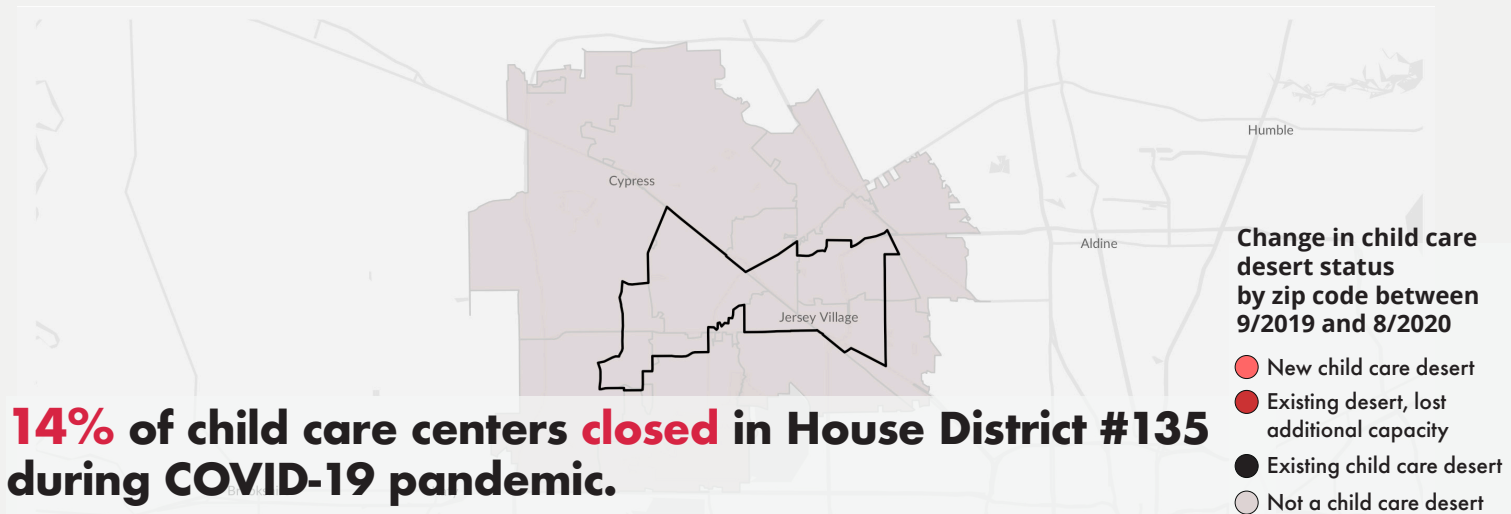 Humble
Cypress
Aldine
Jersey Village
Change in child care
desert status
by zip code between
9/2019 and 8/2020
New child care desert
Existing desert, lost
additional capacity
Existing child care desert
Not a child care desert
14% of child care centers closed in House District #135
during COVID-19 pandemic.